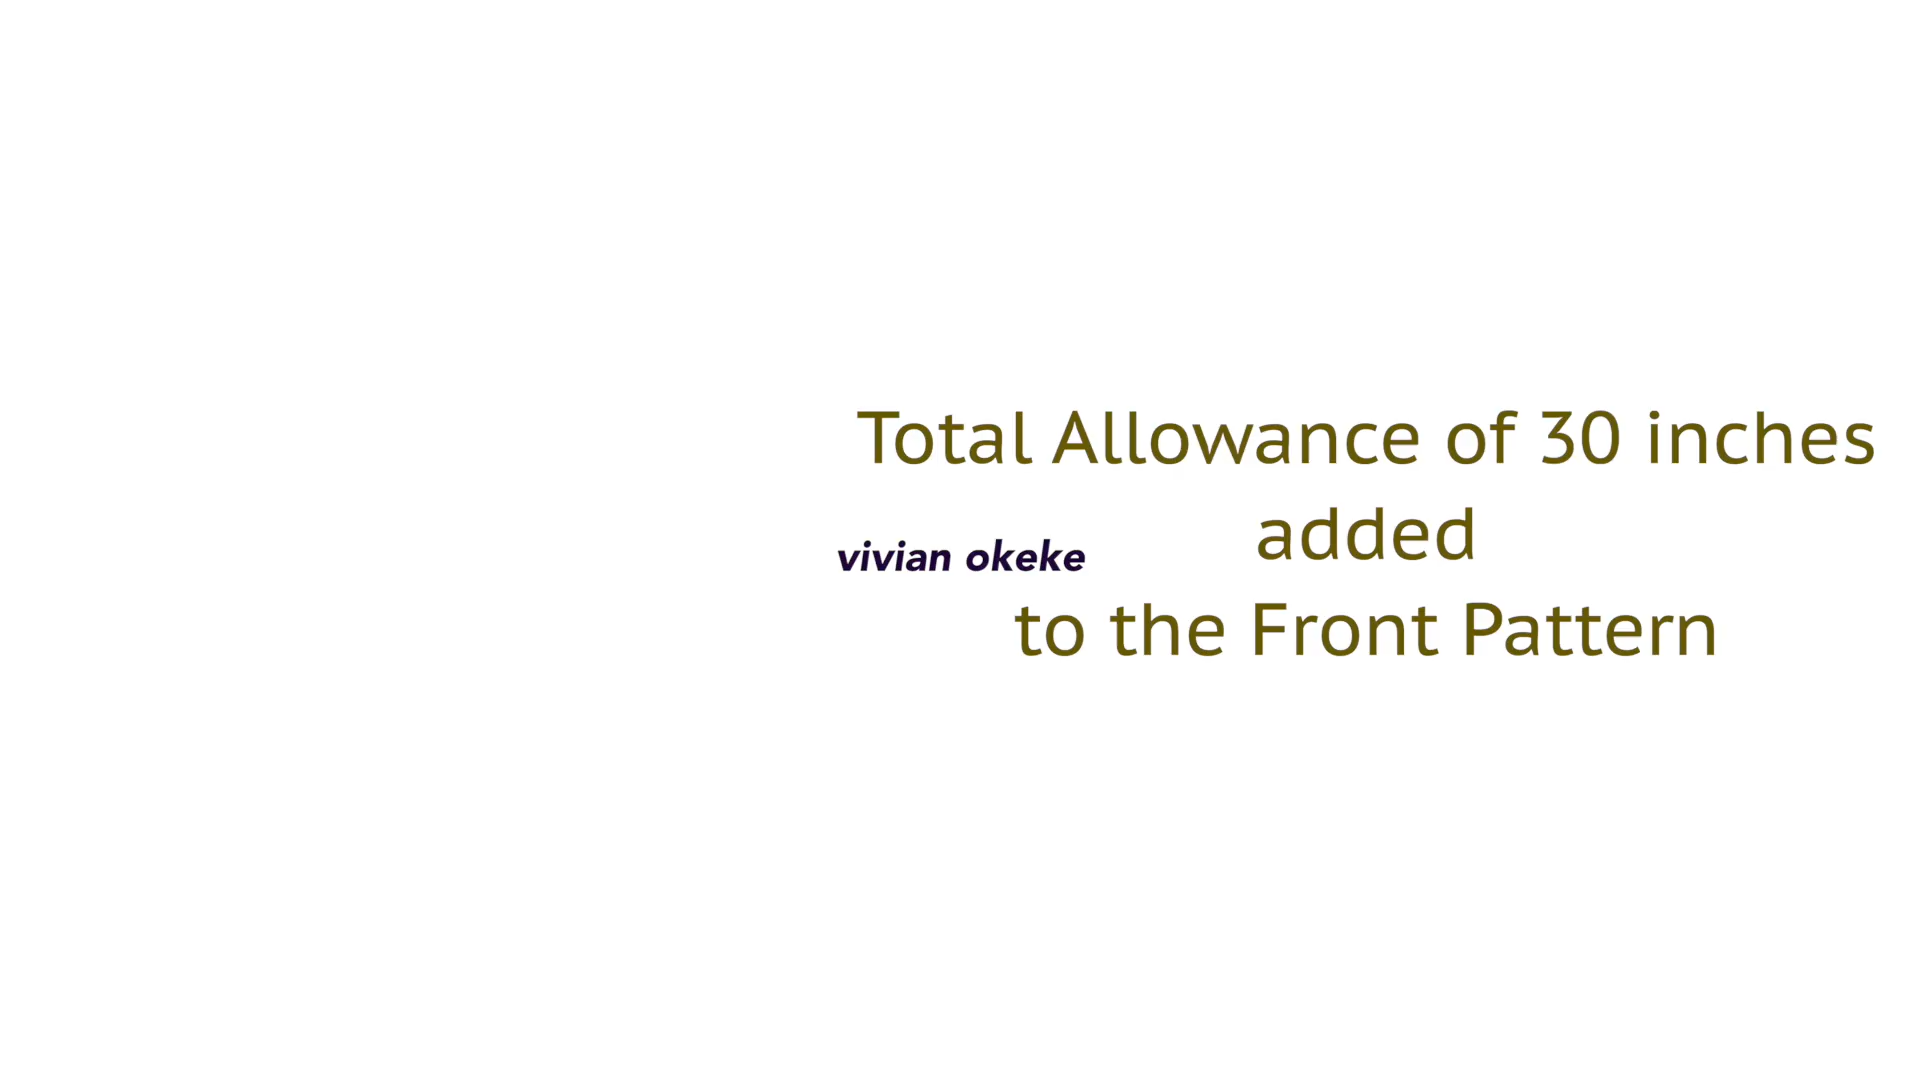 Total Allowance of 30 inches
added
vivian okeke
to the Front Pattern